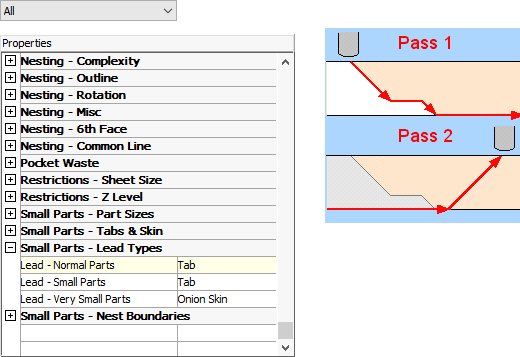 All
Properties
Nesting - Complexity
Nesting - Outline
Nesting - Rotation
Nesting - Misc
Nesting - 6th Face
Nesting - Common Line
Pocket Waste
Restrictions - Sheet Size
Restrictions - Z Level
Small Parts - Part Sizes
Small Parts - Tabs & Skin
Small Parts - Lead Types
Lead - Normal Parts Tab
Lead - Small Parts Tab
Lead - Very Small Parts Onion Skin
Small Parts - Nest Boundaries
Pass 1
Pass 2